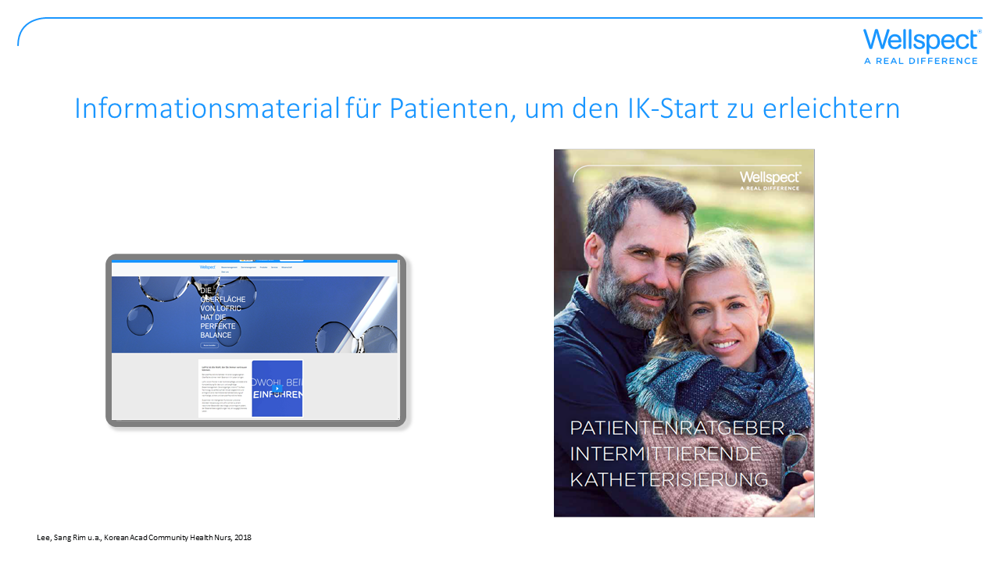 Wellspect®
A REAL DIFFERENCE
Informationsmaterial für Patienten, um den IK-Start zu erleichtern
Wellspect
DIE
OBERFLÄCHE
VON LOFRIC
HAT DIE
PERFEKTE
BALANCE
OWOHL BEI
EINFÜHREN
Wellspect®
A REAL DIFFERENCE
PATIENTENRATGEBER
INTERMITTIERENDE
KATHETERISIERUNG
Lee, Sang Rim u.a., Korean Acad Community Health Nurs, 2018